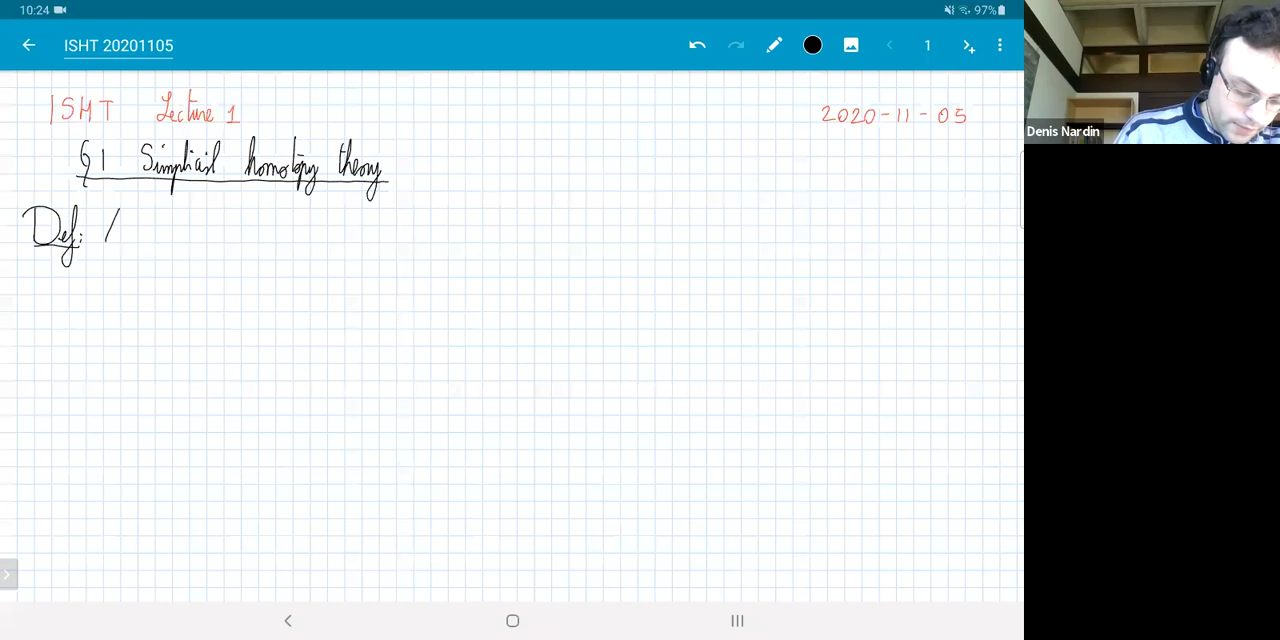 10:24
97%
ISHT 20201105
1
ISHT Lecture 1
2020-11-05
§1 Simplicial homotopy theory
Def:
Denis Nardin